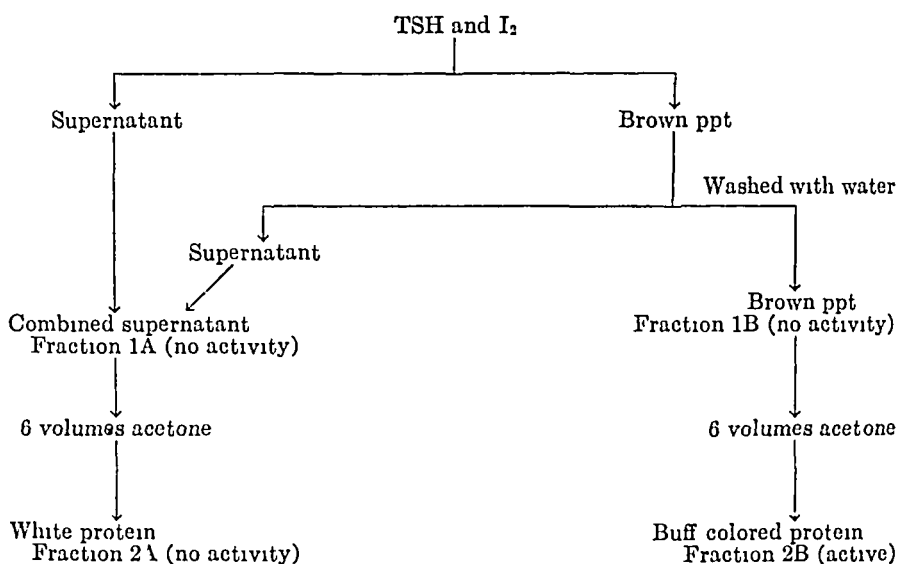 TSH and I₂
Supernatant
Brown ppt
Washed with water
Supernatant
Combined supernatant
Fraction 1A (no activity)
Brown ppt
Fraction 1B (no activity)
6 volumes acetone
6 volumes acetone
White protein
Fraction 2A (no activity)
Buff colored protein
Fraction 2B (active)